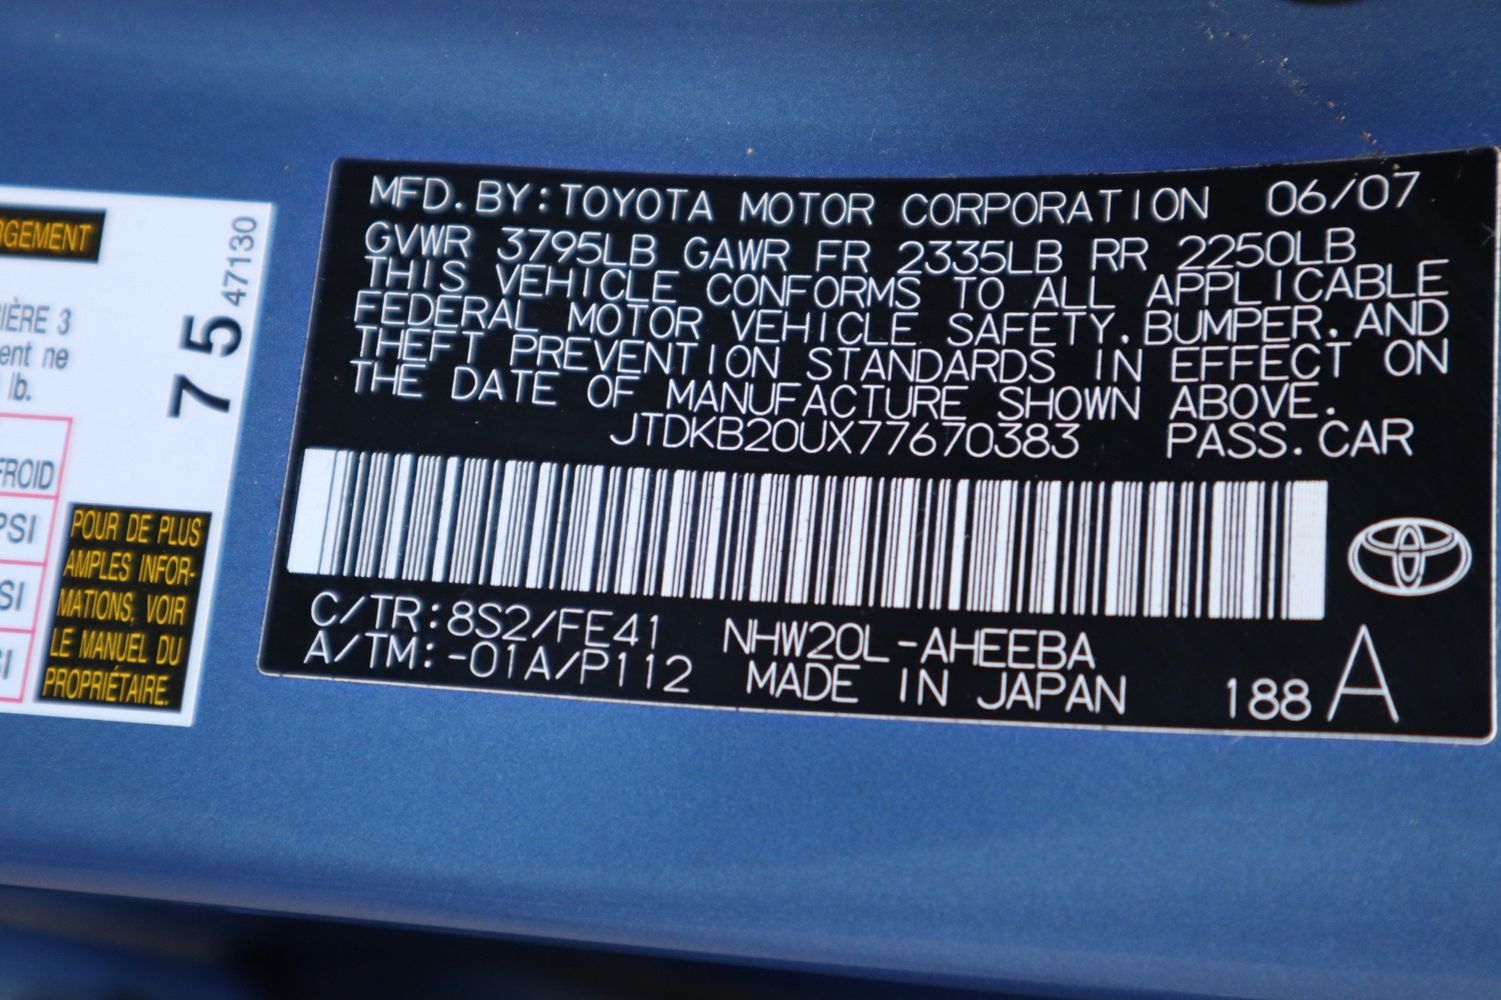 RGEMENT
IÈRE 3
ent ne
lb.
FROID
PSI
SI
POUR DE PLUS
AMPLES INFOR-
MATIONS, VOIR
LE MANUEL DU
PROPRIÉTAIRE.
75 47130
MFD. BY: TOYOTA MOTOR CORPORATION 06/07
GVWR 3795LB GAWR FR 2335LB RR 2250LB
THIS VEHICLE CONFORMS TO ALL APPLICABLE
FEDERAL MOTOR VEHICLE SAFETY, BUMPER, AND
THEFT PREVENTION STANDARDS IN EFFECT ON
THE DATE OF MANUFACTURE SHOWN ABOVE.
JTDKB20UX77670383 PASS. CAR
C/TR: 8S2/FE41 NHW20L-AHEEBA
A/TM: -01A/P112 MADE IN JAPAN 188 A